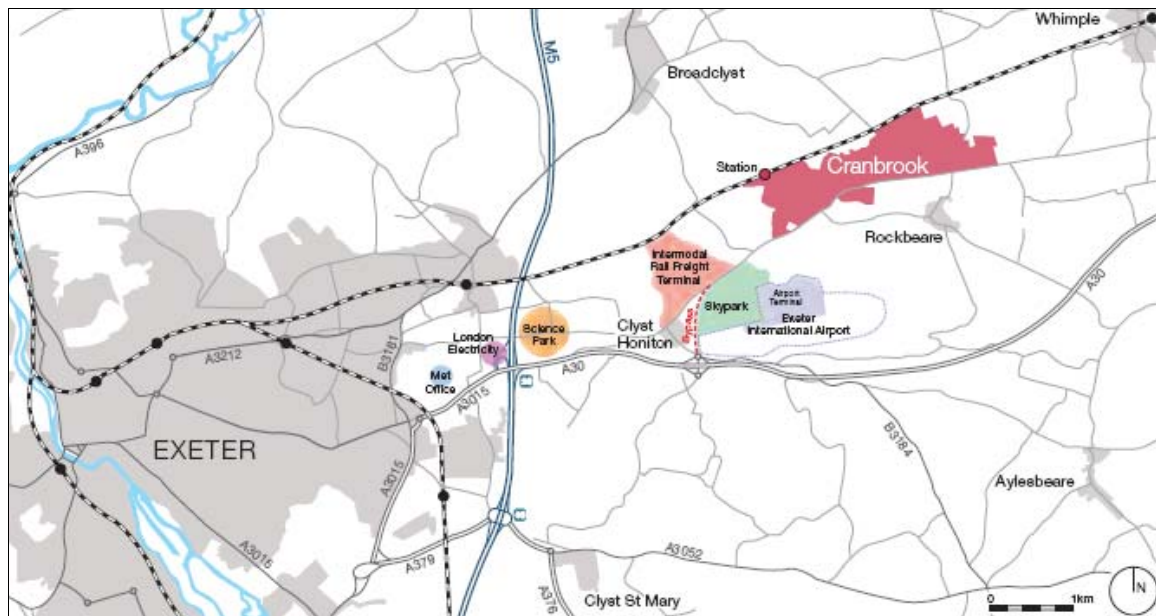 Whimple
M5
Broadclyst
A396
Station
Cranbrook
Rockbeare
Intermodal
Rail Freight
Terminal
A30
Skypark
Airport
Terminal
Exeter
International Airport
Science
Park
Clyst
Honiton
Bypass
London
Electricity
B3181
A3212
Met
Office
A30
A3015
EXETER
A3015
B3184
Aylesbeare
A3016
A379
A3052
A376
Clyst St Mary
0
1km
N